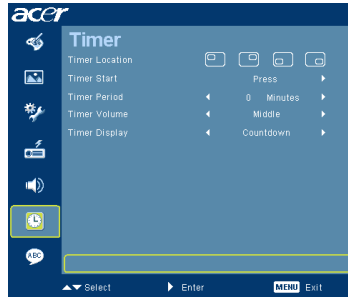 acer
Timer
Timer Location
Timer Start Press
Timer Period 0 Minutes
Timer Volume Middle
Timer Display Countdown
ABC
Select Enter MENU Exit